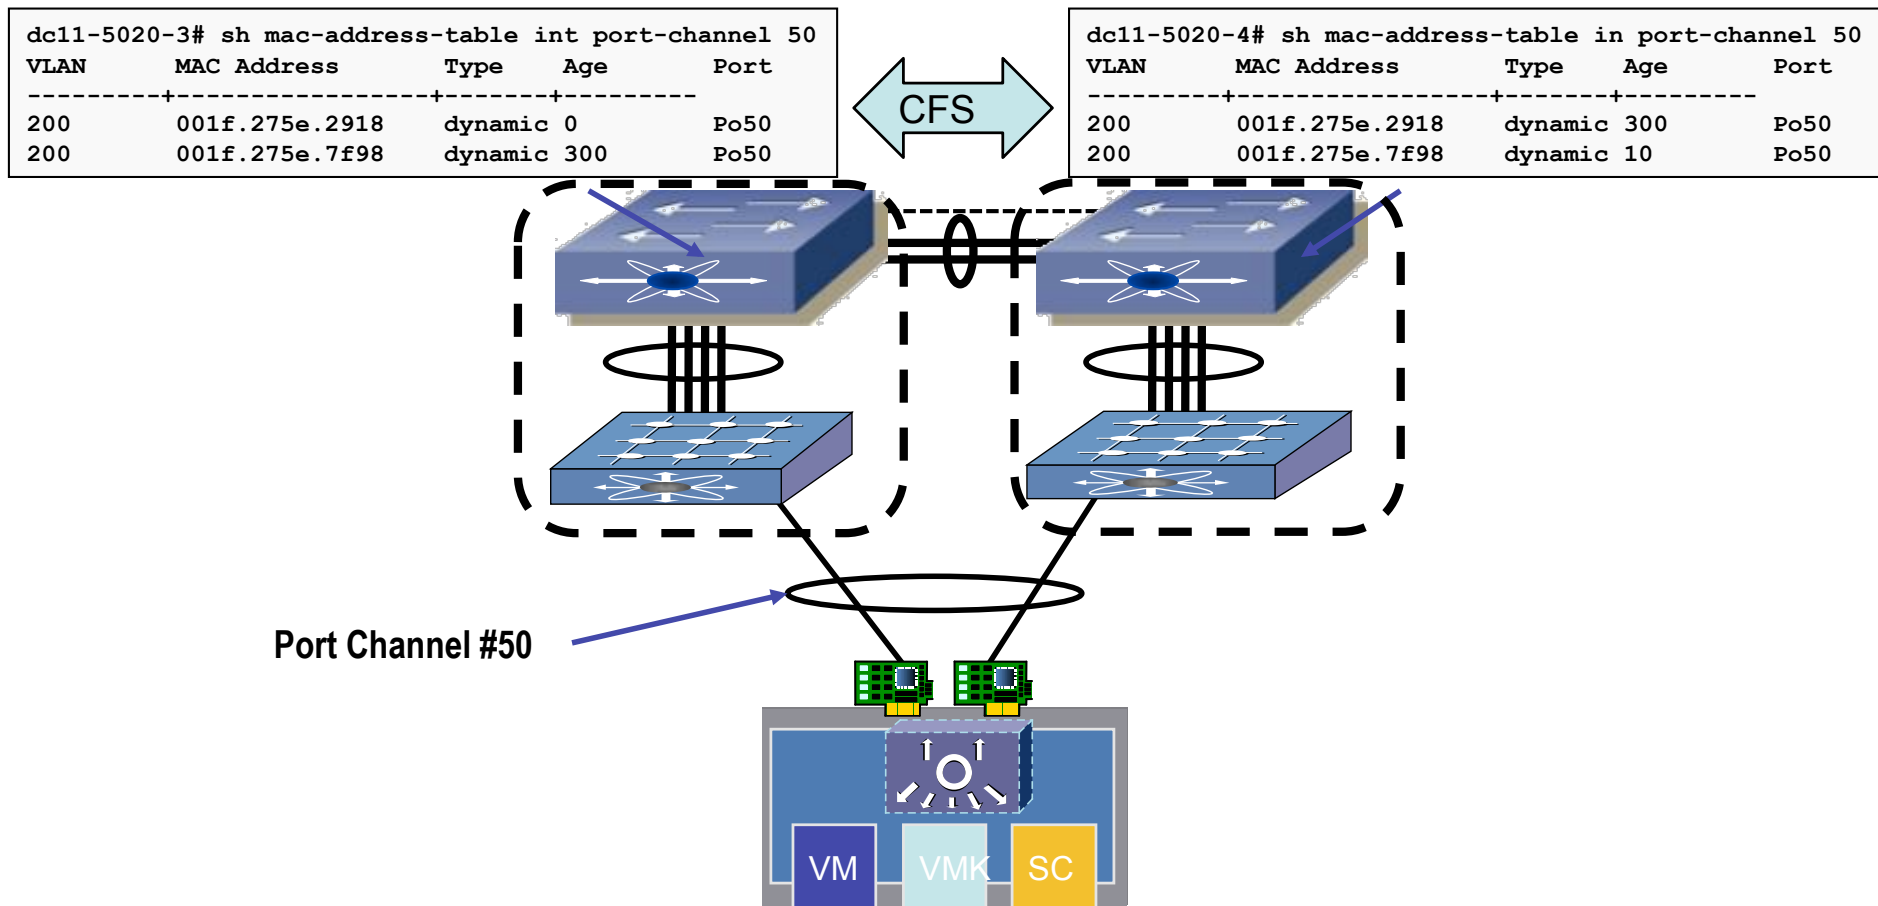 dc11-5020-3# sh mac-address-table int port-channel 50
VLAN MAC Address Type Age Port
---------+-----------------+-------+----------
200 001f.275e.2918 dynamic 0 Po50
200 001f.275e.7f98 dynamic 300 Po50
CFS
dc11-5020-4# sh mac-address-table in port-channel 50
VLAN MAC Address Type Age Port
---------+-----------------+-------+---------
200 001f.275e.2918 dynamic 300 Po50
200 001f.275e.7f98 dynamic 10 Po50
Port Channel #50
VM
VMK
SC